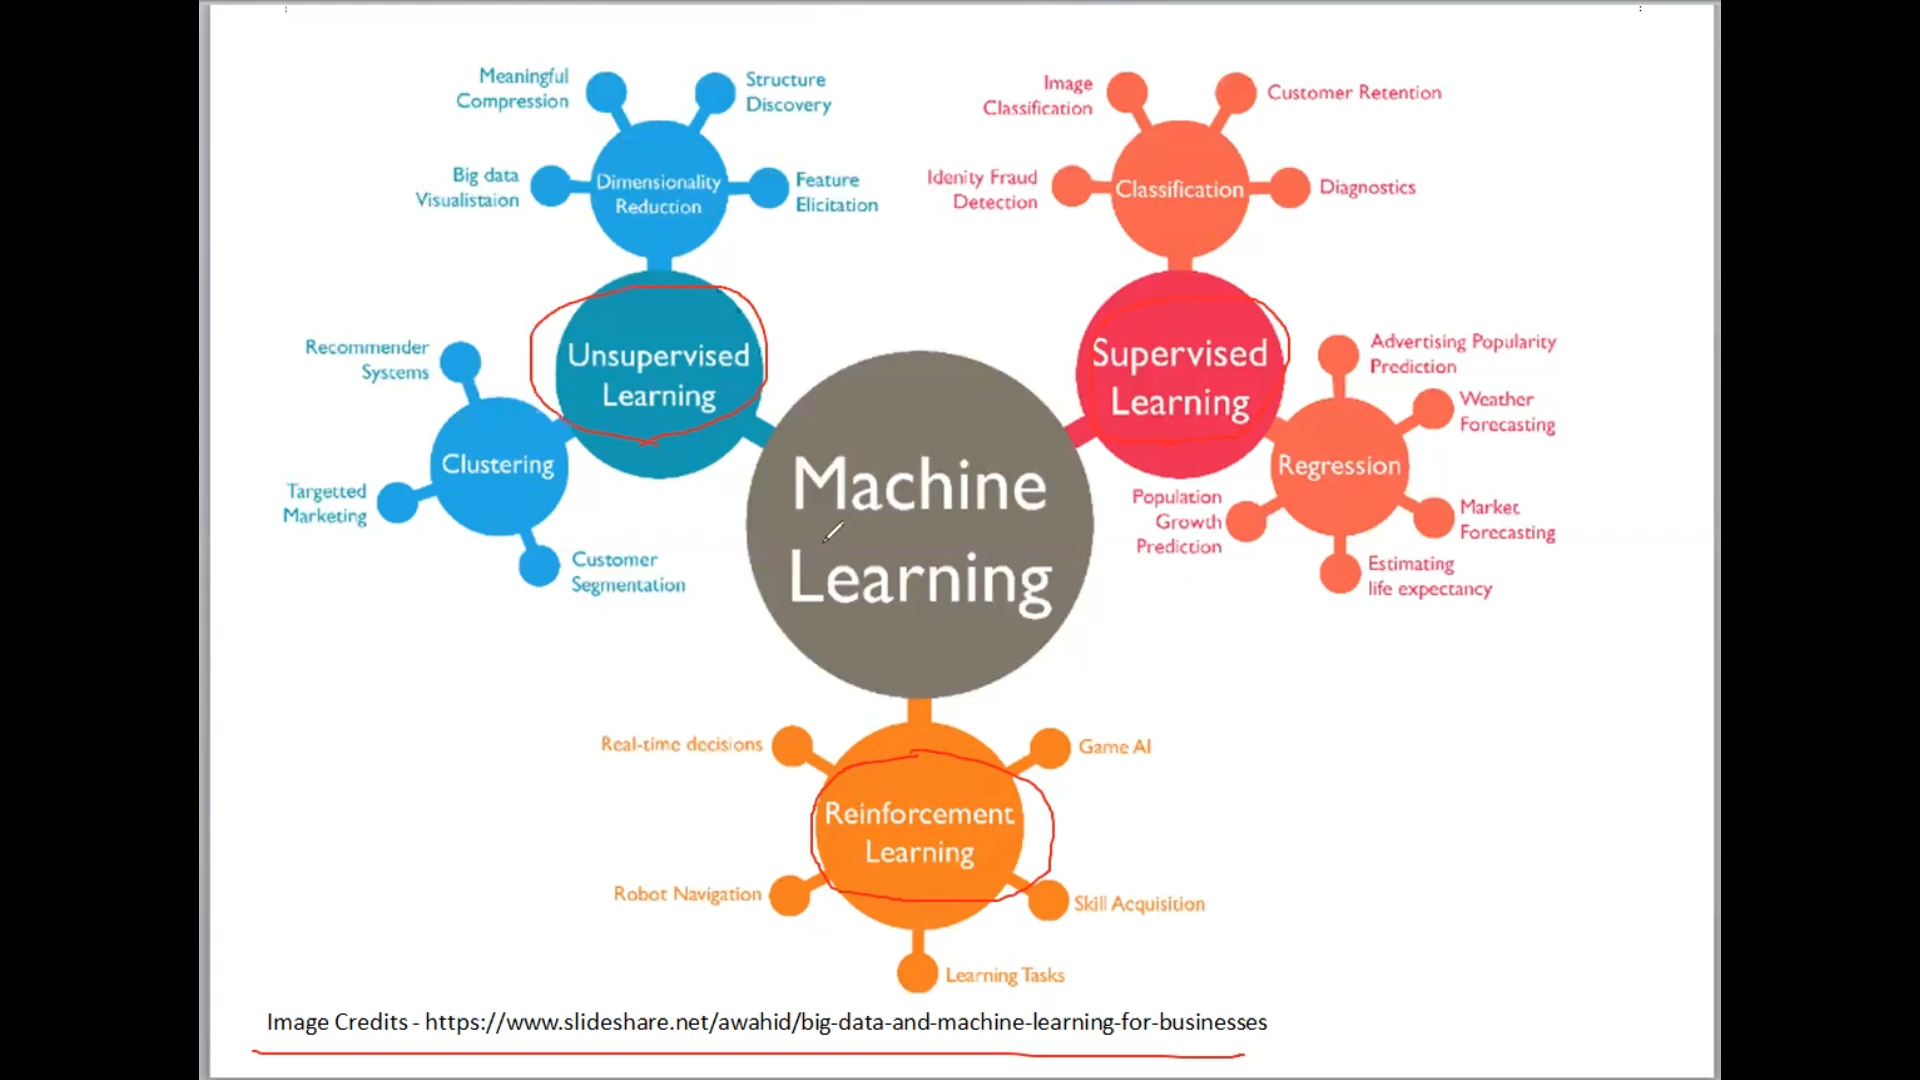 Meaningful
Compression
Structure
Discovery
Big data
Visualistaion
Dimensionality
Reduction
Feature
Elicitation
Image
Classification
Customer Retention
Idenity Fraud
Detection
Classification
Diagnostics
Unsupervised
Learning
Supervised
Learning
Recommender
Systems
Clustering
Targetted
Marketing
Customer
Segmentation
Machine
Learning
Advertising Popularity
Prediction
Weather
Forecasting
Regression
Population
Growth
Prediction
Market
Forecasting
Estimating
life expectancy
Real-time decisions
Game AI
Reinforcement
Learning
Robot Navigation
Skill Acquisition
Learning Tasks
Image Credits - https://www.slideshare.net/awahid/big-data-and-machine-learning-for-businesses